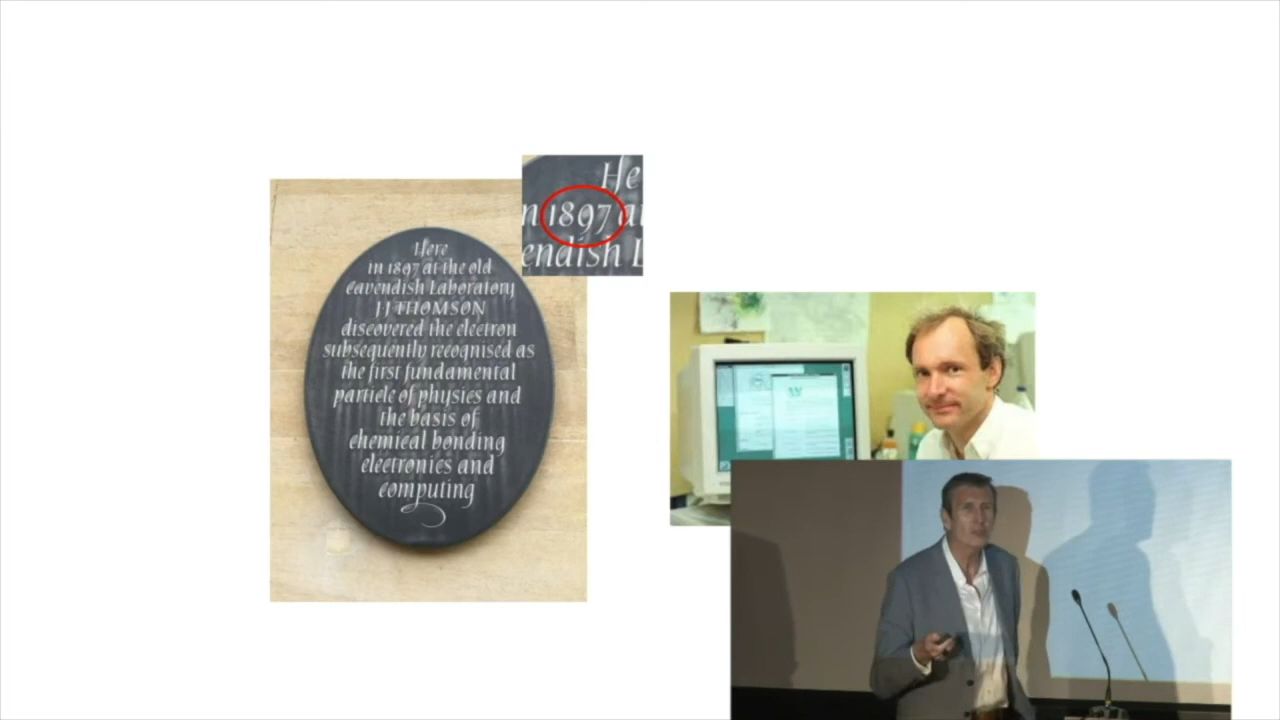 Here
in 1897 at the old
Cavendish Laboratory
J J THOMSON
discovered the electron
subsequently recognised as
the first fundamental
particle of physics and
the basis of
chemical bonding
electronics and
computing
He
n 1897 a
endish L